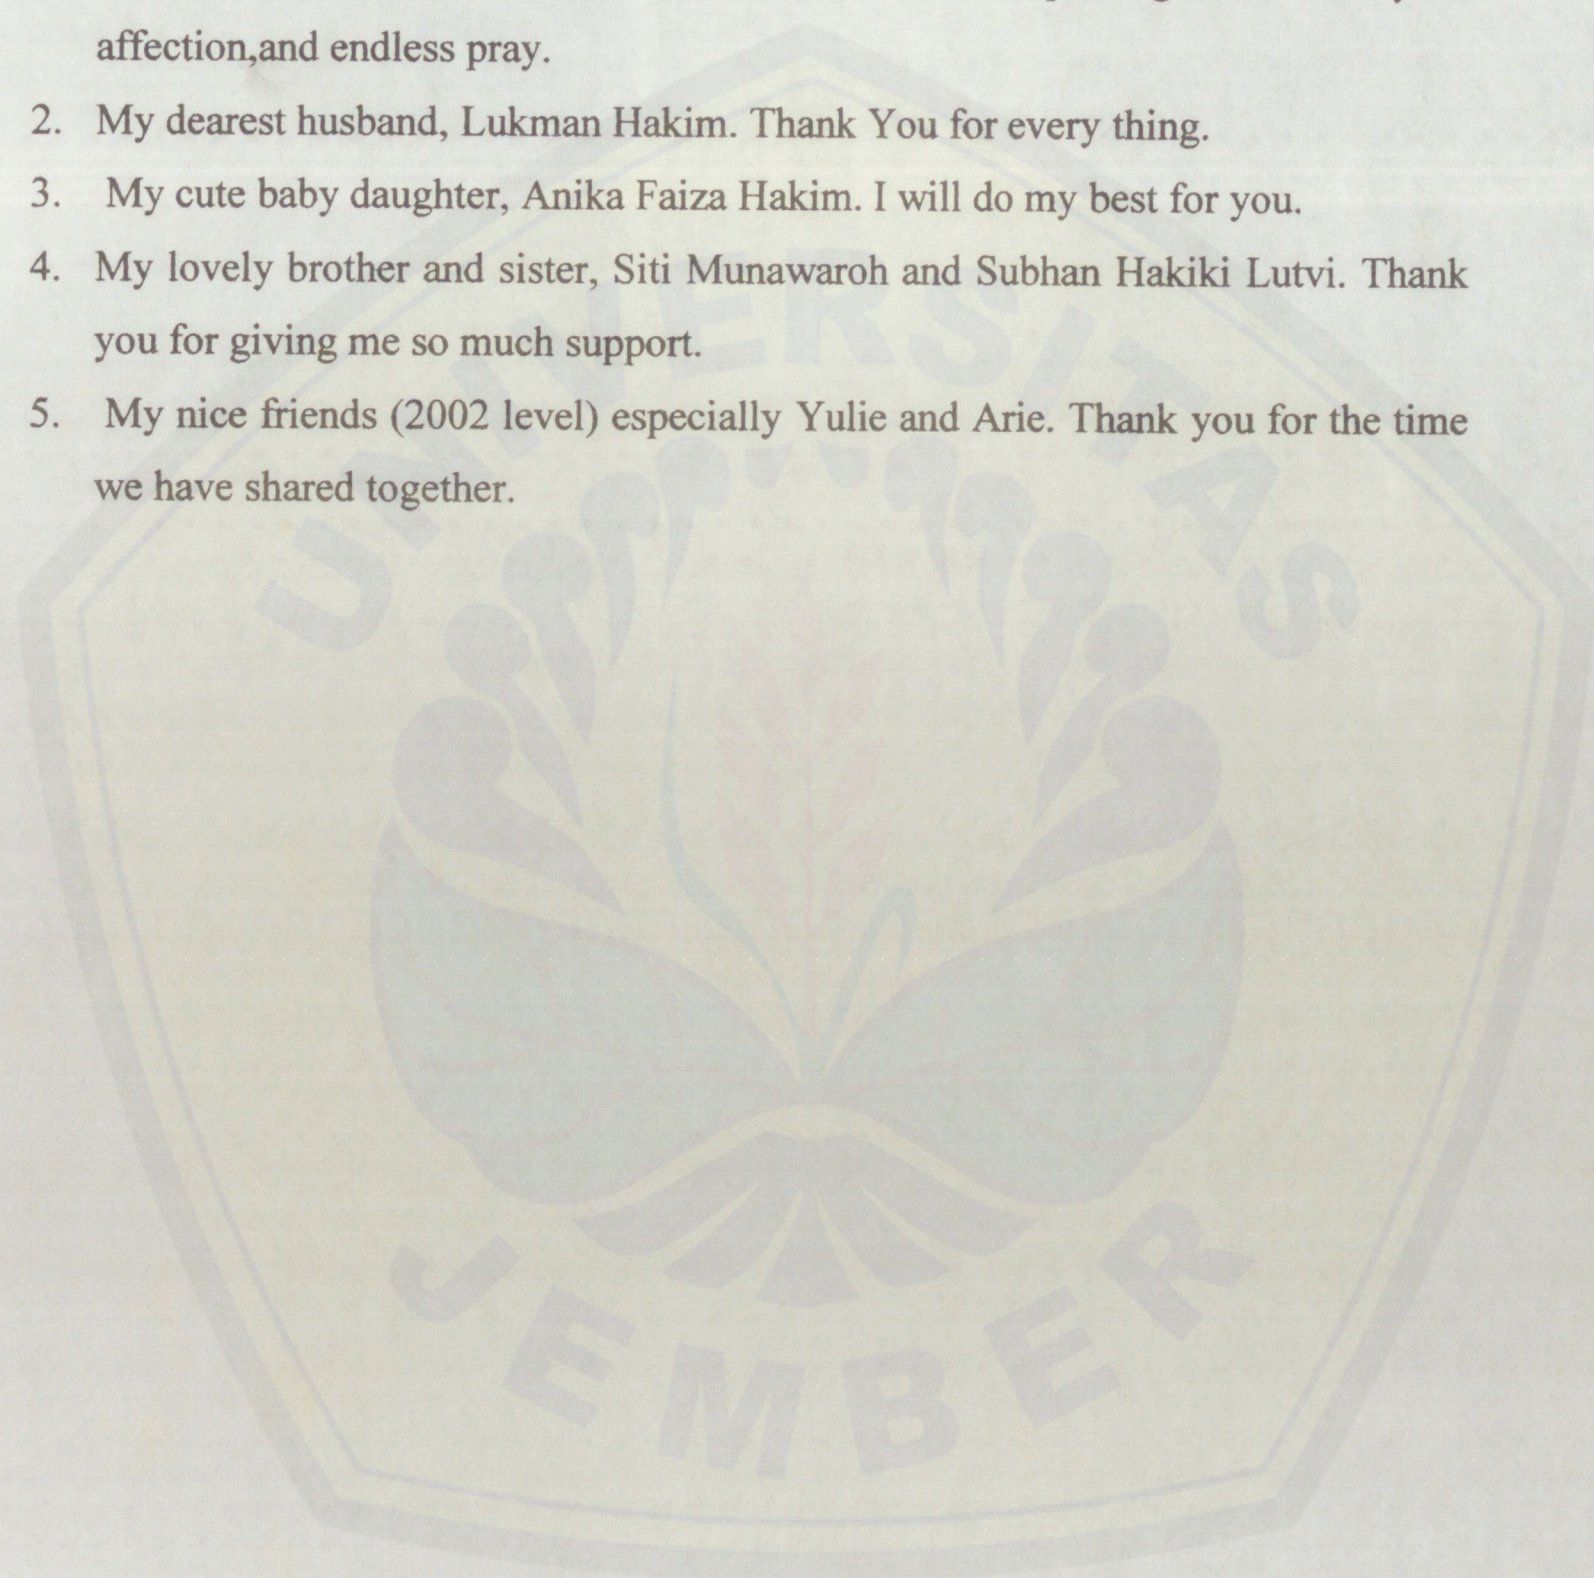 affection,and endless pray.
2. My dearest husband, Lukman Hakim. Thank You for every thing.
3. My cute baby daughter, Anika Faiza Hakim. I will do my best for you.
4. My lovely brother and sister, Siti Munawaroh and Subhan Hakiki Lutvi. Thank
you for giving me so much support.
5. My nice friends (2002 level) especially Yulie and Arie. Thank you for the time
we have shared together.
UNIVERSITAS
JEMBER